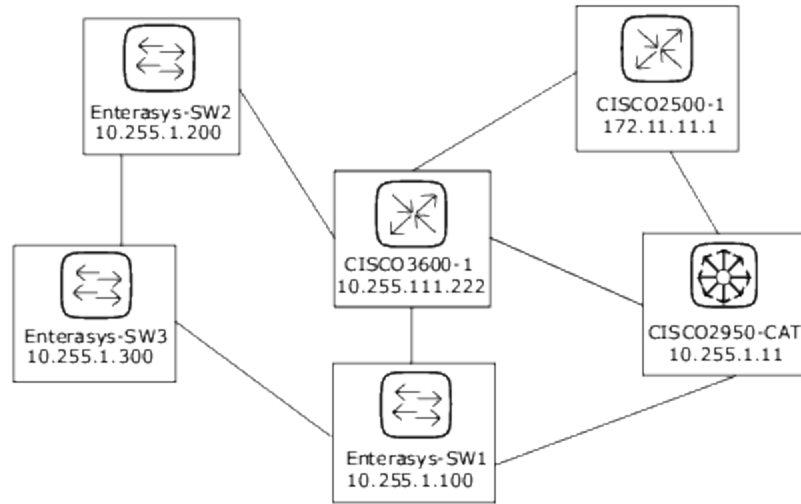 Enterasys-SW2
10.255.1.200
CISCO2500-1
172.11.11.1
CISCO3600-1
10.255.111.222
Enterasys-SW3
10.255.1.300
CISCO2950-CAT
10.255.1.11
Enterasys-SW1
10.255.1.100